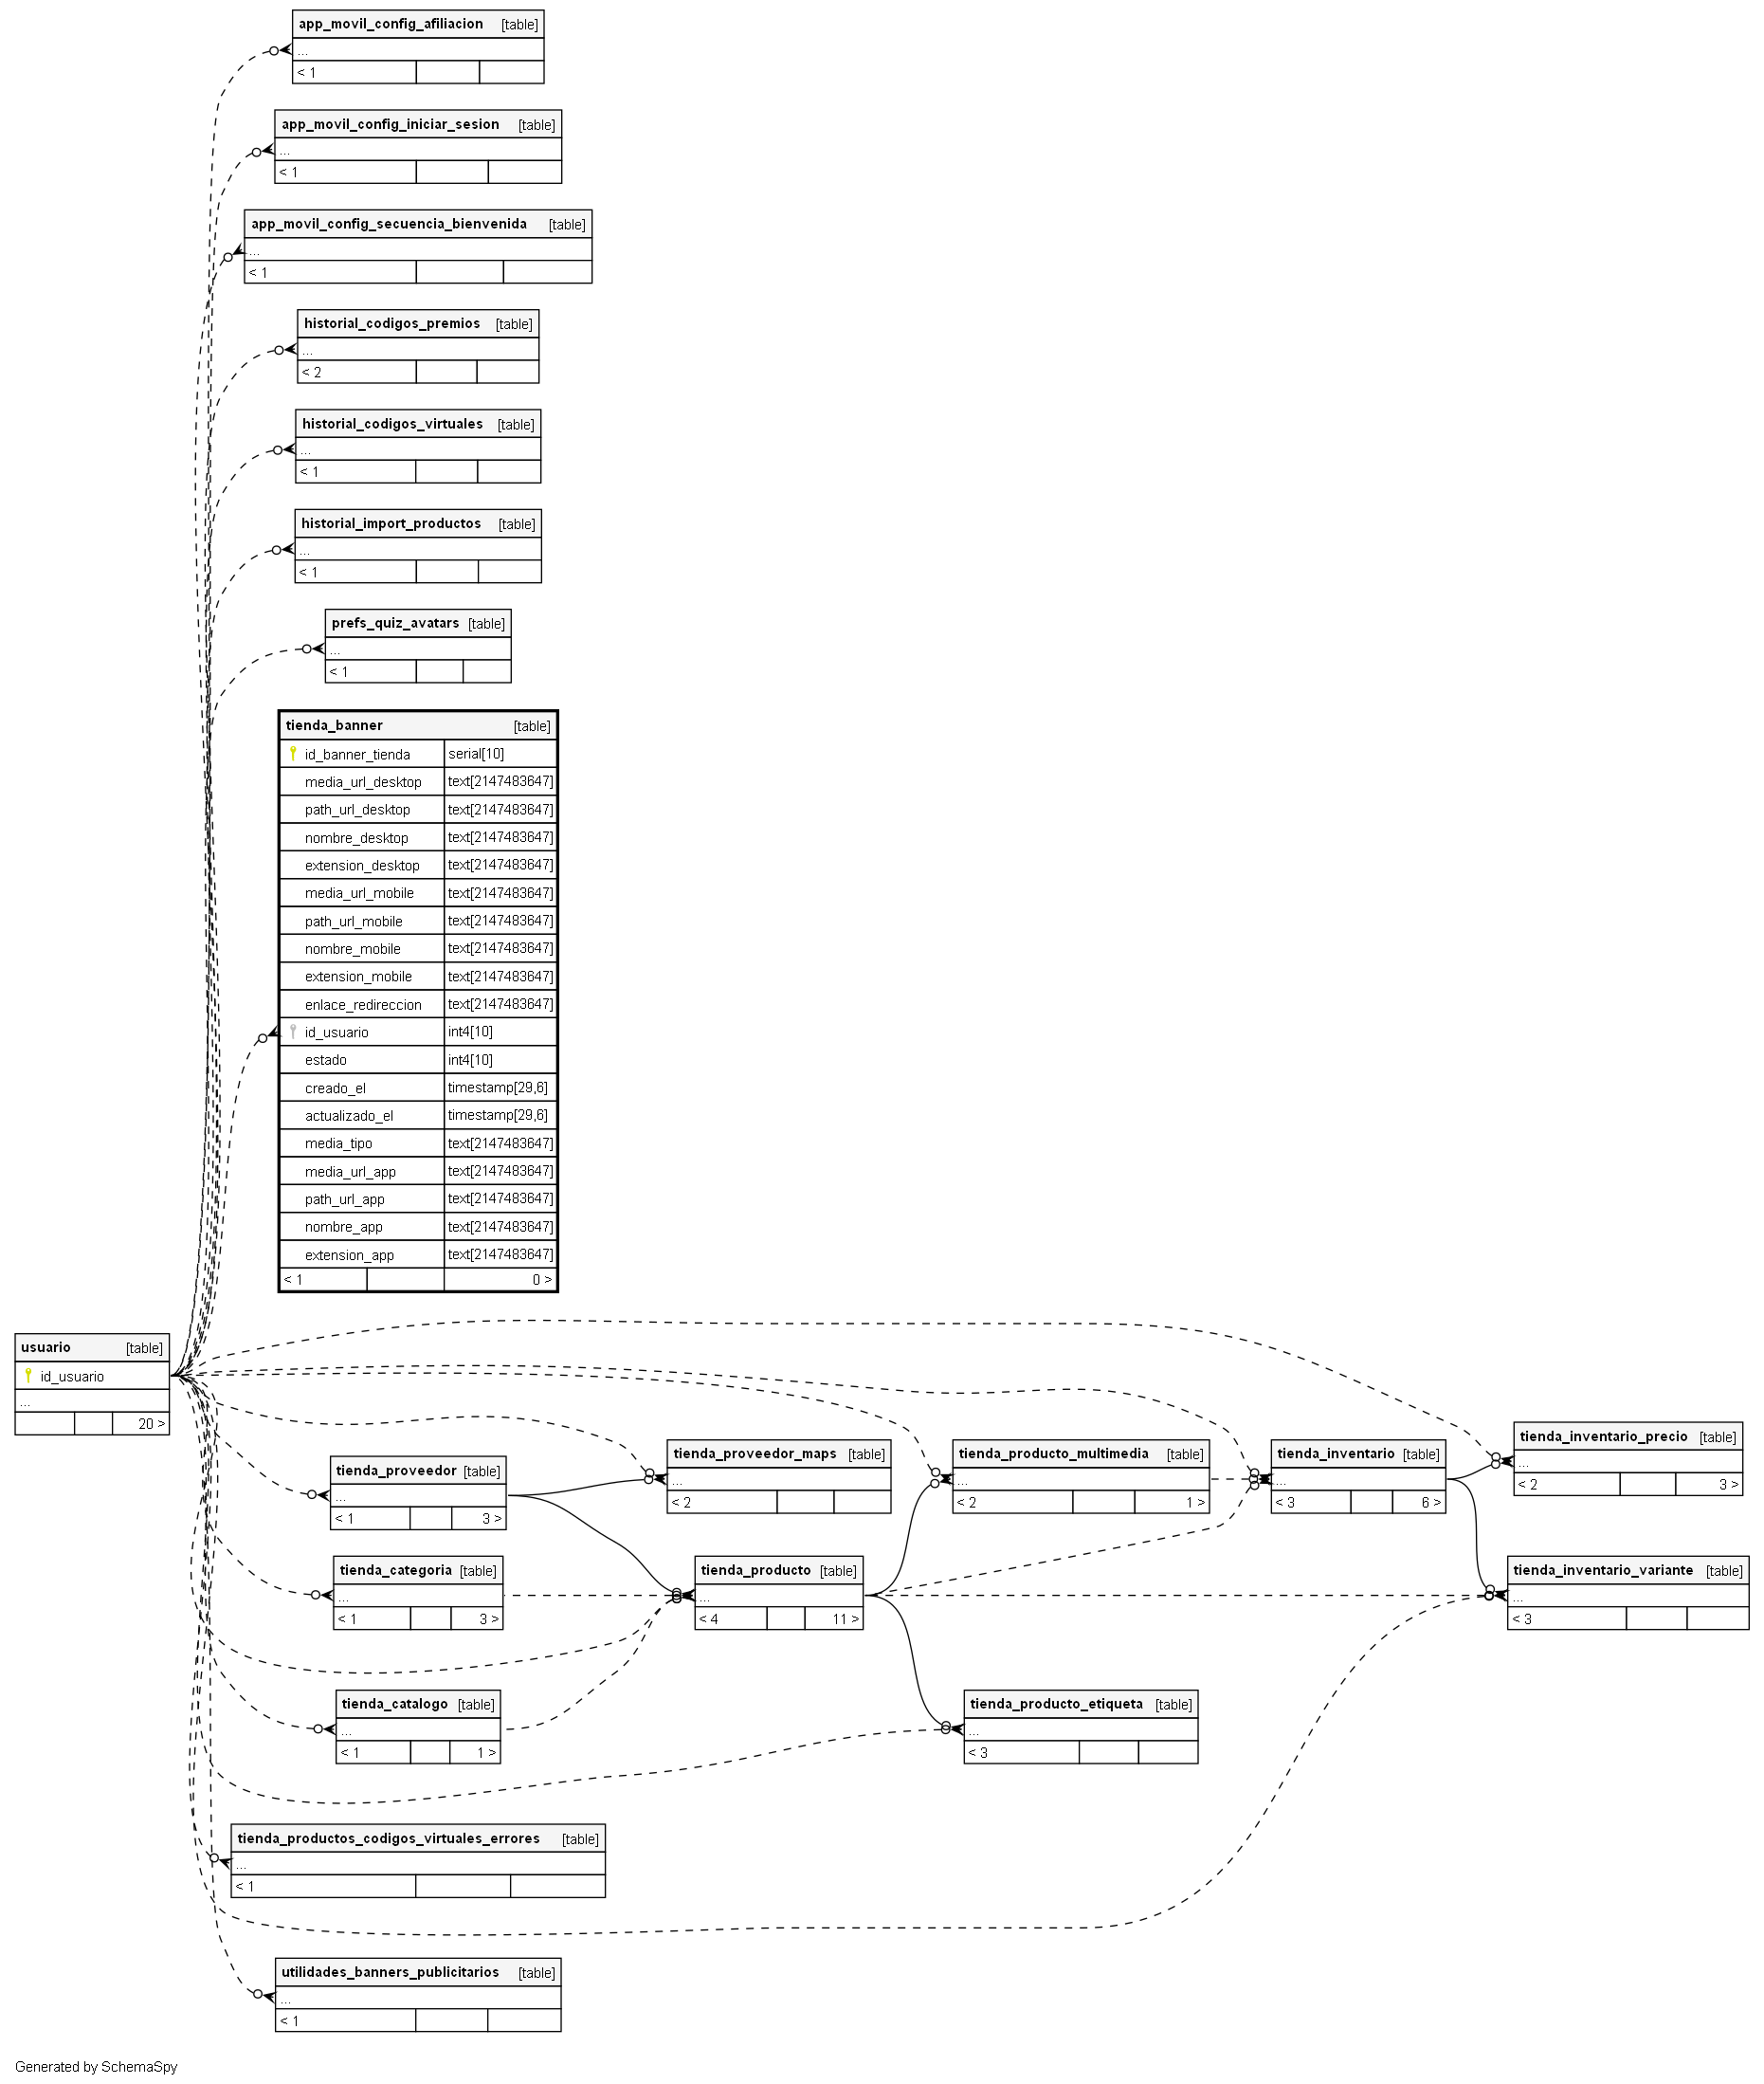 app_movil_config_afiliacion [table]
...
< 1
app_movil_config_iniciar_sesion [table]
...
< 1
app_movil_config_secuencia_bienvenida [table]
...
< 1
historial_codigos_premios [table]
...
< 2
historial_codigos_virtuales [table]
...
< 1
historial_import_productos [table]
...
< 1
prefs_quiz_avatars [table]
...
< 1
tienda_banner [table]
id_banner_tienda serial[10]
media_url_desktop text[2147483647]
path_url_desktop text[2147483647]
nombre_desktop text[2147483647]
extension_desktop text[2147483647]
media_url_mobile text[2147483647]
path_url_mobile text[2147483647]
nombre_mobile text[2147483647]
extension_mobile text[2147483647]
enlace_redireccion text[2147483647]
id_usuario int4[10]
estado int4[10]
creado_el timestamp[29,6]
actualizado_el timestamp[29,6]
media_tipo text[2147483647]
media_url_app text[2147483647]
path_url_app text[2147483647]
nombre_app text[2147483647]
extension_app text[2147483647]
< 1 0 >
usuario [table]
id_usuario
...
20 >
tienda_proveedor [table]
...
< 1 3 >
tienda_proveedor_maps [table]
...
< 2
tienda_producto_multimedia [table]
...
< 2 1 >
tienda_inventario [table]
...
< 3 6 >
tienda_inventario_precio [table]
...
< 2 3 >
tienda_categoria [table]
...
< 1 3 >
tienda_producto [table]
...
< 4 11 >
tienda_inventario_variante [table]
...
< 3
tienda_catalogo [table]
...
< 1 1 >
tienda_producto_etiqueta [table]
...
< 3
tienda_productos_codigos_virtuales_errores [table]
...
< 1
utilidades_banners_publicitarios [table]
...
< 1
Generated by SchemaSpy